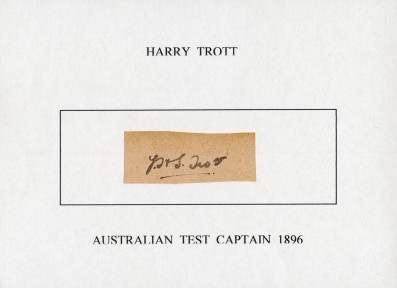 HARRY TROTT
G H S. Trott
AUSTRALIAN TEST CAPTAIN 1896